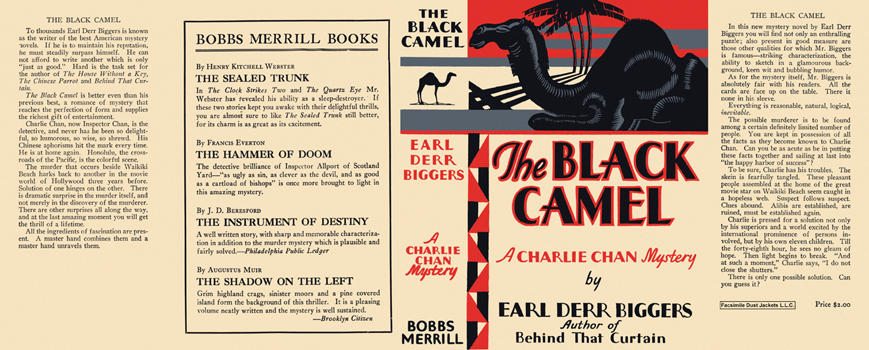 THE BLACK CAMEL
To thousands Earl Derr Biggers is known
as the writer of the best American mystery
novels. If he is to maintain his reputation,
he must steadily surpass himself. He can
not afford to write another which is only
"just as good." Hard is the task set for
the author of The House Without a Key,
The Chinese Parrot and Behind That Cur-
tain.
The Black Camel is better even than his
previous best, a romance of mystery that
reaches the perfection of form and supplies
the richest gift of entertainment.
Charlie Chan, now Inspector Chan, is the
detective, and never has he been so delight-
ful, so humorous, so wise, so shrewd. His
Chinese aphorisms hit the mark every time.
He is at home again. Honolulu, the cross-
roads of the Pacific, is the colorful scene.
The murder that occurs beside Waikiki
Beach harks back to another in the movie
world of Hollywood three years before.
Solution of one hinges on the other. There
is dramatic surprise in the murder itself, and
not merely in the discovery of the murderer.
There are other surprises all along the way,
and at the last amazing moment you will get
the thrill of a lifetime.
All the ingredients of fascination are pres-
ent. A master hand combines them and a
master hand unravels them.
BOBBS MERRILL BOOKS
By HENRY KITCHELL WEBSTER
THE SEALED TRUNK
In The Clock Strikes Two and The Quartz Eye Mr.
Webster has revealed his ability as a sleep-destroyer. If
these two stories kept you awake with their delightful thrills,
you are almost sure to like The Sealed Trunk still better,
for its charm is as great as its excitement.
By FRANCIS EVERTON
THE HAMMER OF DOOM
The detective brilliance of Inspector Allport of Scotland
Yard—"as ugly as sin, as clever as the devil, and as good
as a cartload of bishops" is once more brought to light in
this amazing mystery.
By J. D. BERESFORD
THE INSTRUMENT OF DESTINY
A well written story, with sharp and memorable characteriza-
tion in addition to the murder mystery which is plausible and
fairly solved.—Philadelphia Public Ledger
By AUGUSTUS MUIR
THE SHADOW ON THE LEFT
Grim highland crags, sinister moors and a pine covered
island form the background of this thriller. It is a pleasing
volume neatly written and the mystery is well sustained.
—Brooklyn Citizen
THE
BLACK
CAMEL
EARL
DERR
BIGGERS
A
CHARLIE
CHAN
Mystery
BOBBS
MERRILL
The BLACK
CAMEL
A CHARLIE CHAN Mystery
by
EARL DERR BIGGERS
Author of
Behind That Curtain
THE BLACK CAMEL
In this new mystery novel by Earl Derr
Biggers you will find not only an enthralling
puzzle; also present in good measure are
those other qualities for which Mr. Biggers
is famous—striking characterization, the
ability to sketch in a glamourous back-
ground, keen wit and bubbling humor.
As for the mystery itself, Mr. Biggers is
absolutely fair with his readers. All the
cards are face up on the table. There is
none in his sleeve.
Everything is reasonable, natural, logical,
inevitable.
The possible murderer is to be found
among a certain definitely limited number of
people. You are kept in possession of all
the facts as they become known to Charlie
Chan. Can you be as acute as he in putting
these facts together and sailing at last into
"the happy harbor of success"?
To be sure, Charlie has his troubles. The
skein is fearfully tangled. These pleasant
people assembled at the home of the great
movie star on Waikiki Beach seem caught in
a hopeless web. Suspect follows suspect.
Clues abound. Alibis are established, are
ruined, must be established again.
Charlie is pressed for a solution not only
by his superiors and a world excited by the
international prominence of persons in-
volved, but by his own eleven children. Till
the forty-eighth hour, he sees no gleam of
hope. Then light begins to break. "And
at such a moment," Charlie says, "I do not
close the shutters."
There is only one possible solution. Can
you guess it?
Facsimile Dust Jackets L.L.C.
Price $2.00